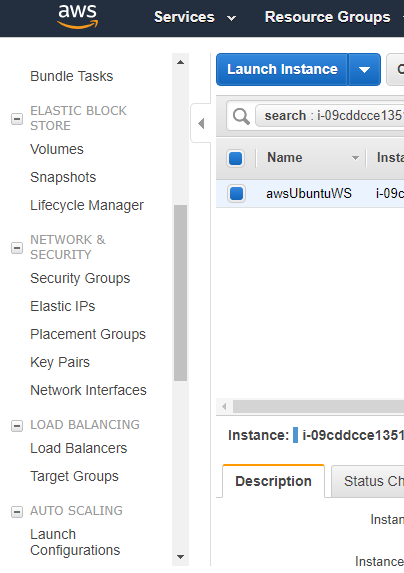 aws
Services
Resource Groups
Bundle Tasks
ELASTIC BLOCK
STORE
Volumes
Snapshots
Lifecycle Manager
NETWORK &
SECURITY
Security Groups
Elastic IPs
Placement Groups
Key Pairs
Network Interfaces
LOAD BALANCING
Load Balancers
Target Groups
AUTO SCALING
Launch
Configurations
Launch Instance
search : i-09cddcce1351
Name
Insta
awsUbuntuWS
i-09c
Instance:
i-09cddcce1351
Description
Status Ch
Instan
Instance